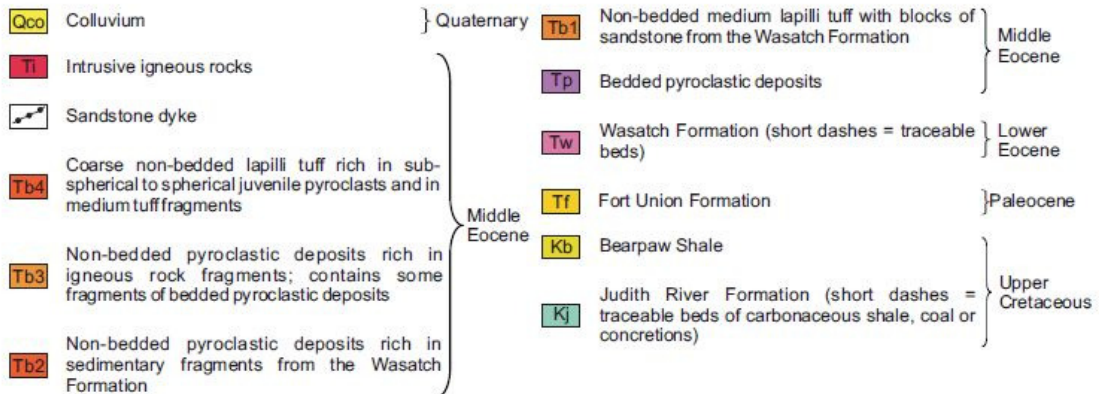 Qco Colluvium } Quaternary
Ti Intrusive igneous rocks
Sandstone dyke
Tb4 Coarse non-bedded lapilli tuff rich in sub-
spherical to spherical juvenile pyroclasts and in
medium tuff fragments
Middle
Eocene
Tb3 Non-bedded pyroclastic deposits rich in
igneous rock fragments; contains some
fragments of bedded pyroclastic deposits
Tb2 Non-bedded pyroclastic deposits rich in
sedimentary fragments from the Wasatch
Formation
Tb1 Non-bedded medium lapilli tuff with blocks of
sandstone from the Wasatch Formation
Middle
Eocene
Tp Bedded pyroclastic deposits
Tw Wasatch Formation (short dashes = traceable
beds)
Lower
Eocene
Tf Fort Union Formation } Paleocene
Kb Bearpaw Shale
Upper
Cretaceous
Kj Judith River Formation (short dashes =
traceable beds of carbonaceous shale, coal or
concretions)